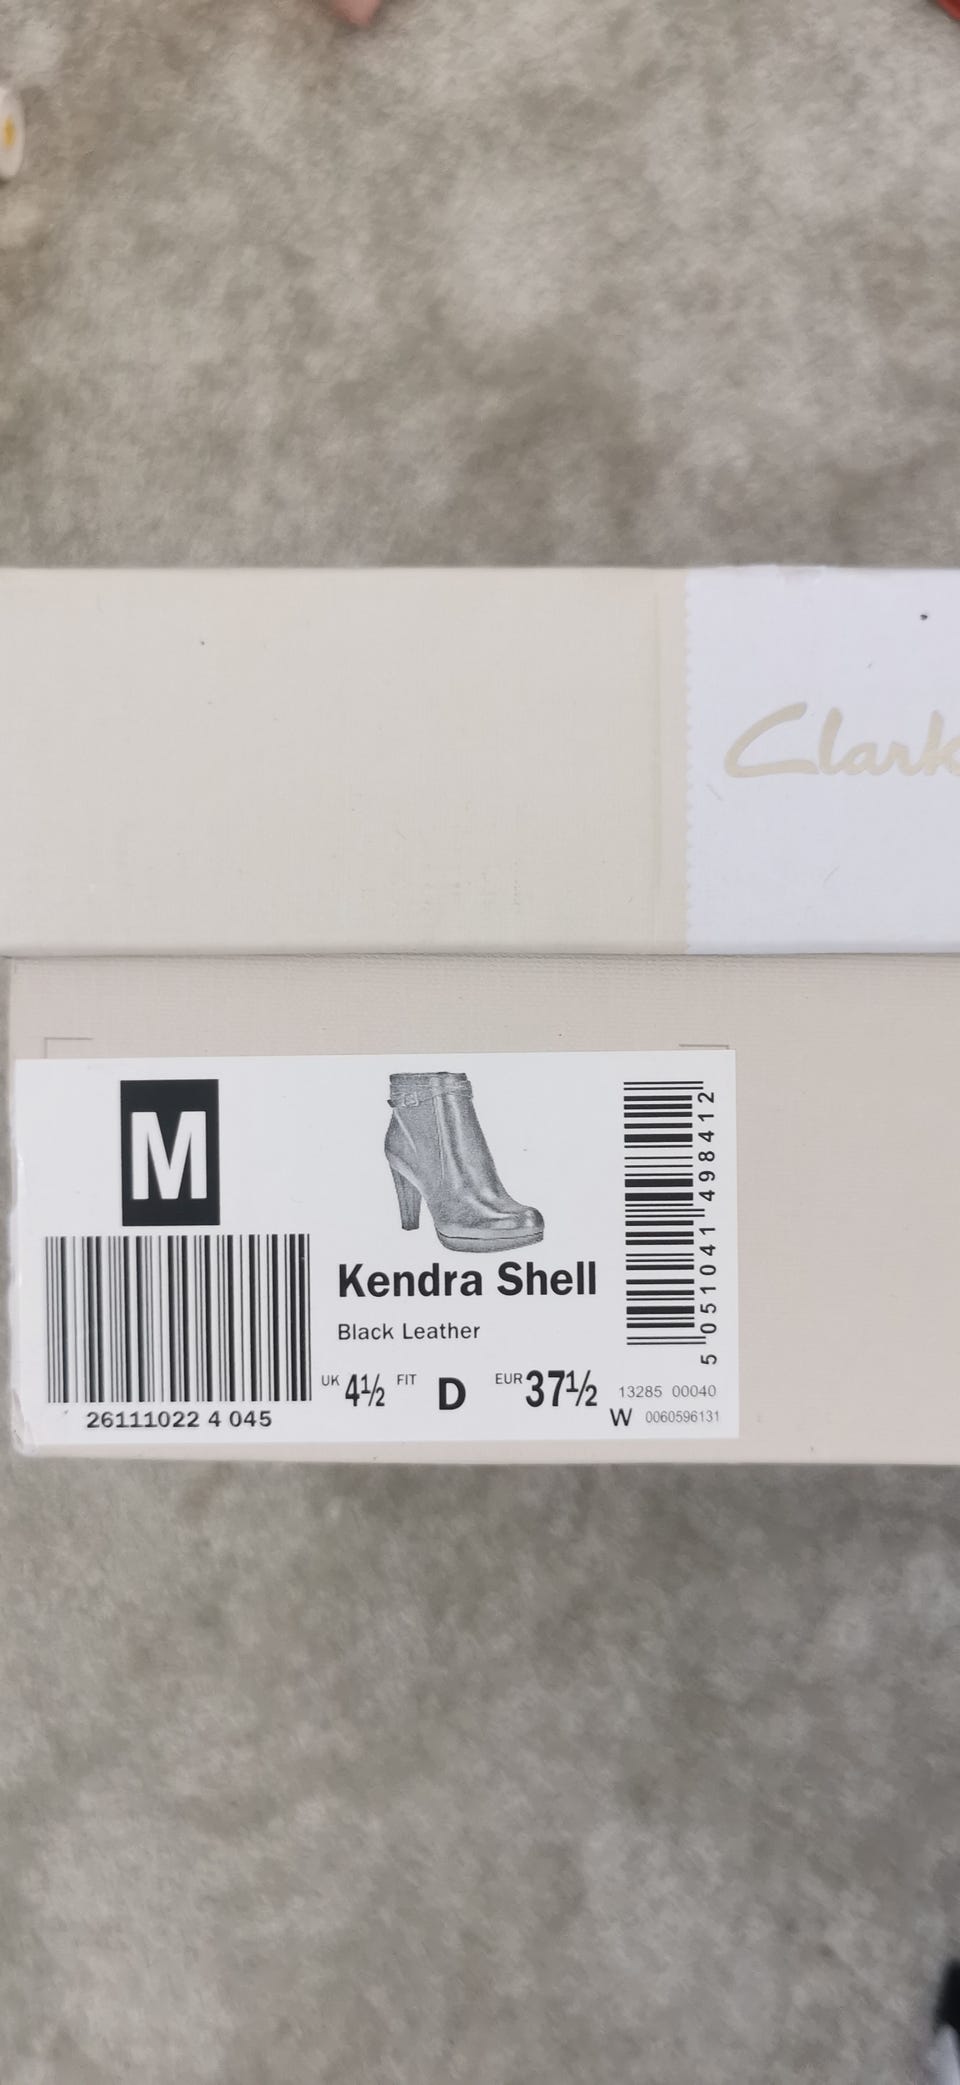 Clark
M
Kendra Shell
Black Leather
UK 4½ FIT D EUR 37½
26111022 4 045
5 051041 498412
13285 00040
W 0060596131